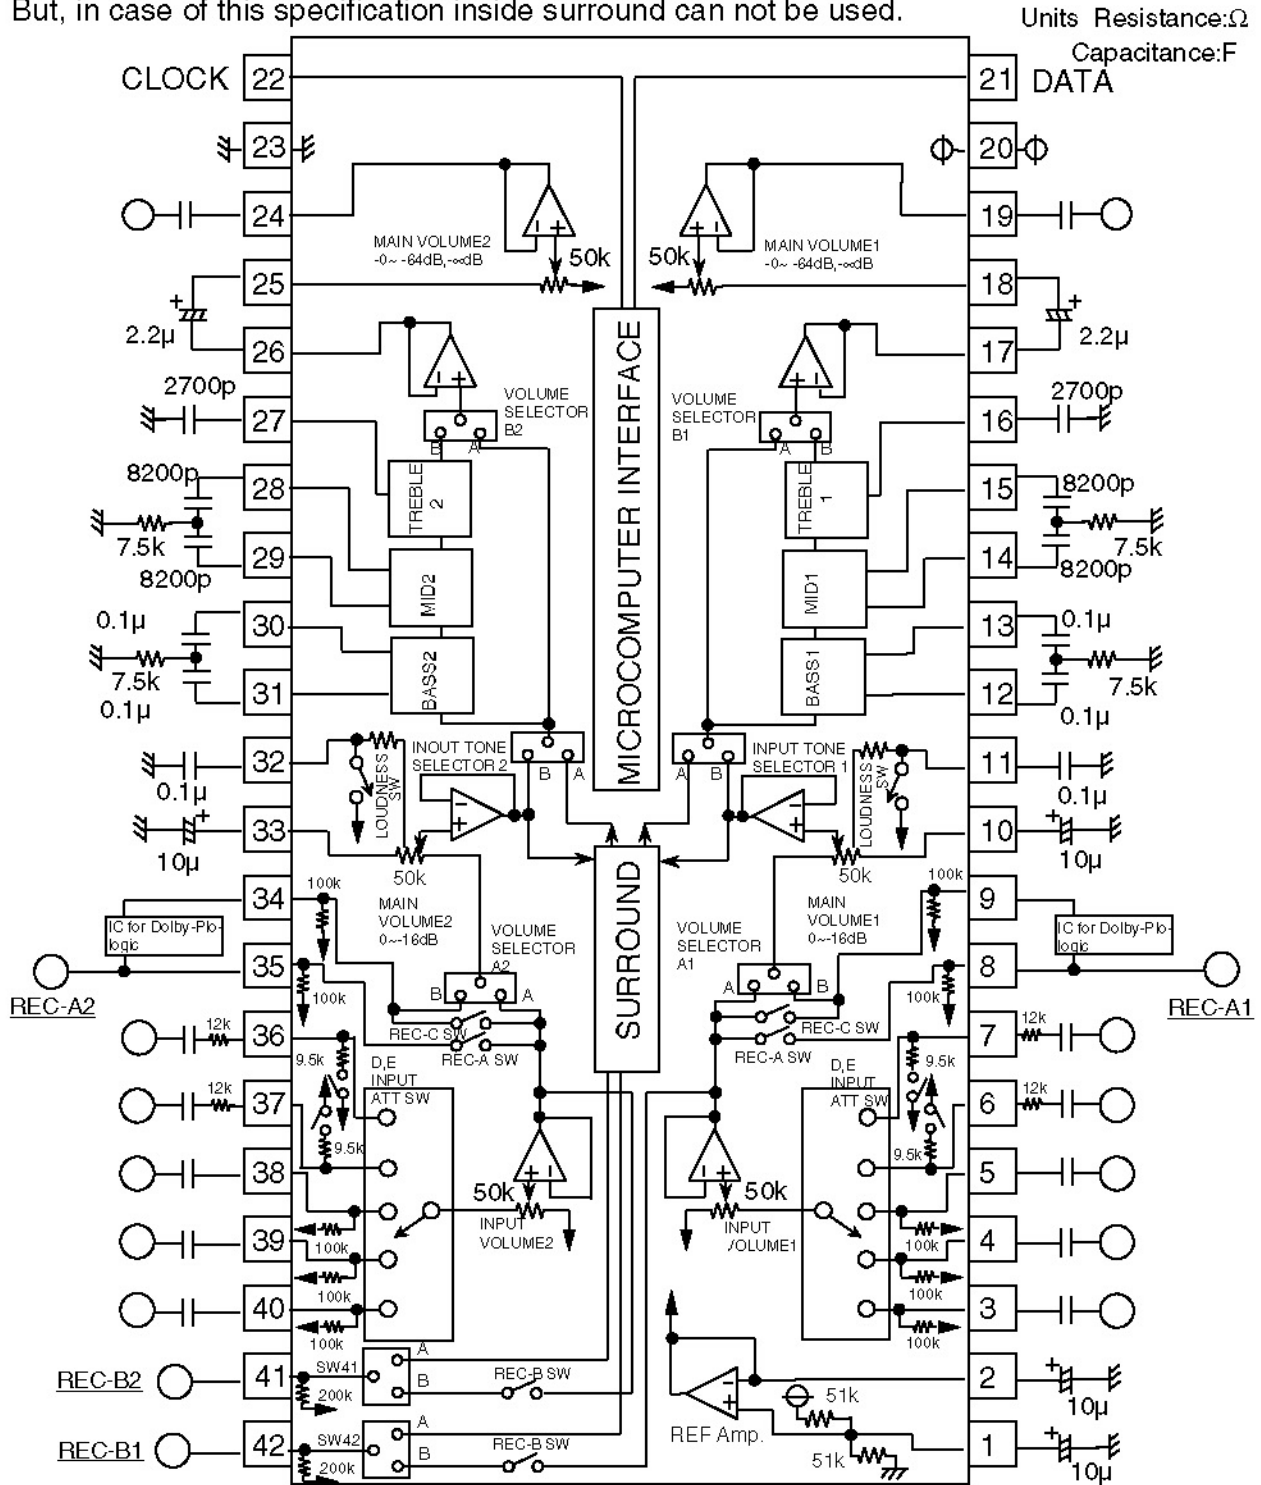 But, in case of this specification inside surround can not be used.
Units Resistance:Ω
Capacitance:F
CLOCK
22
21
DATA
23
20
24
19
MAIN VOLUME2
-0~ -64dB,-∞dB
50k
50k
MAIN VOLUME1
-0~ -64dB,-∞dB
25
18
+
2.2µ
+
2.2µ
26
17
MICROCOMPUTER INTERFACE
2700p
27
VOLUME
SELECTOR
B2
B
A
VOLUME
SELECTOR
B1
A
B
2700p
16
8200p
28
TREBLE
2
TREBLE
1
15
8200p
7.5k
7.5k
8200p
29
MID2
MID1
14
8200p
0.1µ
30
BASS2
BASS1
13
0.1µ
7.5k
7.5k
0.1µ
31
12
0.1µ
32
0.1µ
LOUDNESS
SW
INOUT TONE
SELECTOR 2
B
A
A
B
INPUT TONE
SELECTOR 1
LOUDNESS
SW
11
0.1µ
33
+
10µ
50k
50k
10
+
10µ
SURROUND
34
100k
MAIN
VOLUME2
0~-16dB
MAIN
VOLUME1
0~-16dB
100k
9
IC for Dolby-Plo-
logic
IC for Dolby-Plo-
logic
35
100k
VOLUME
SELECTOR
A2
B
A
VOLUME
SELECTOR
A1
A
B
100k
8
REC-A2
REC-A1
REC-C SW
REC-A SW
REC-C SW
REC-A SW
12k
36
9.5k
D,E
INPUT
ATT SW
D,E
INPUT
ATT SW
9.5k
7
12k
12k
37
9.5k
9.5k
6
12k
38
100k
50k
INPUT
VOLUME2
50k
INPUT
VOLUME1
100k
5
39
100k
100k
4
40
100k
100k
3
REC-B2
41
SW41
200k
A
B
REC-B SW
2
+
10µ
REF Amp.
51k
51k
REC-B1
42
SW42
200k
A
B
REC-B SW
1
+
10µ